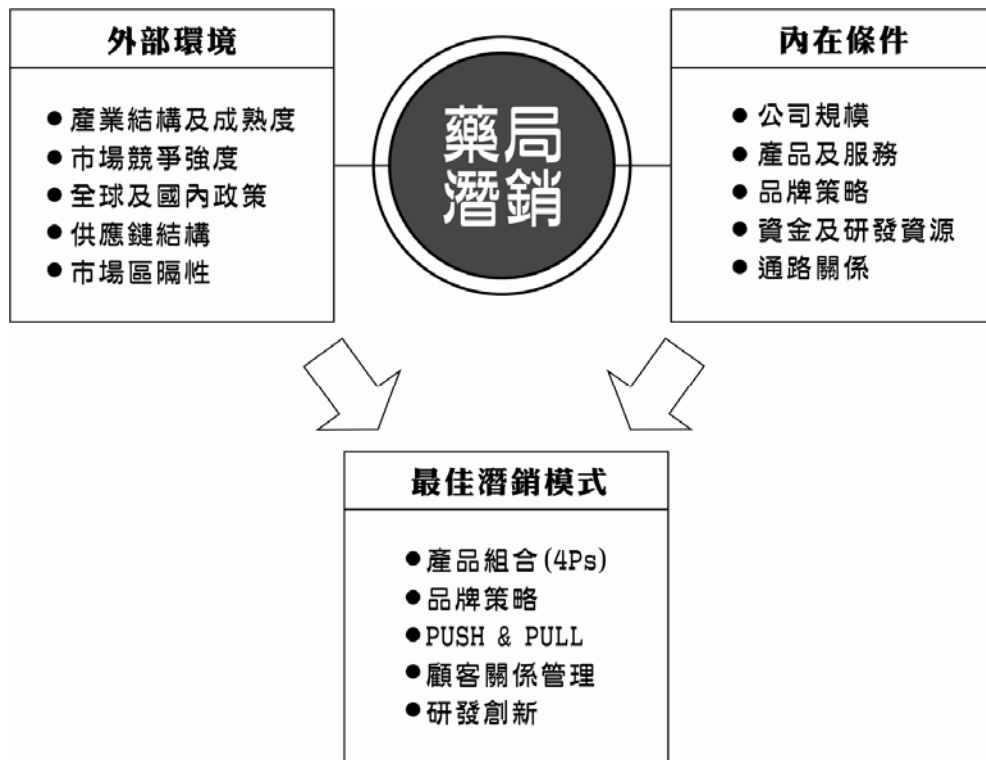 外部環境
● 產業結構及成熟度
● 市場競爭強度
● 全球及國內政策
● 供應鏈結構
● 市場區隔性
藥局
潛銷
內在條件
● 公司規模
● 產品及服務
● 品牌策略
● 資金及研發資源
● 通路關係
最佳潛銷模式
● 產品組合(4Ps)
● 品牌策略
● PUSH & PULL
● 顧客關係管理
● 研發創新